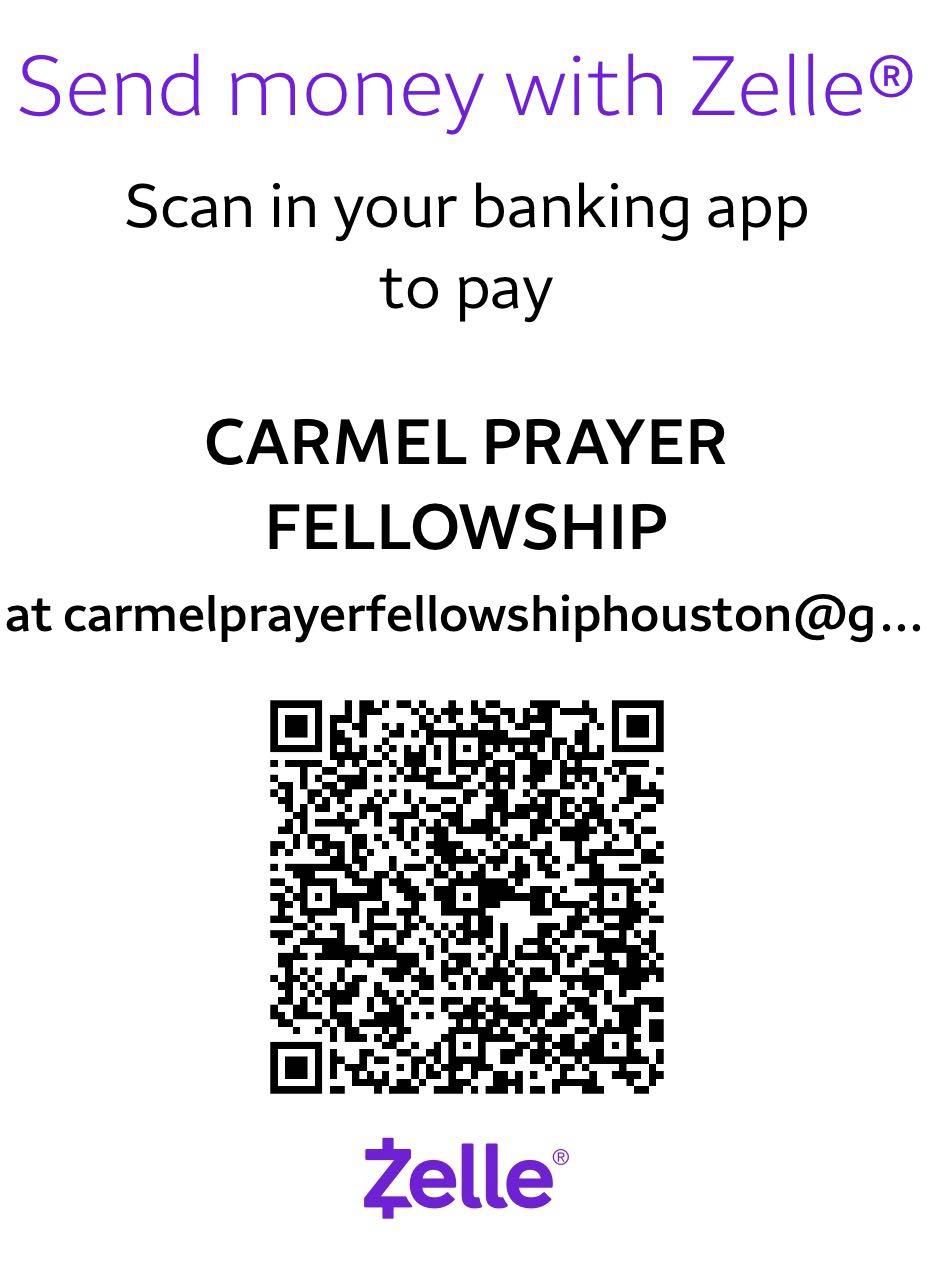 Send money with Zelle®
Scan in your banking app
to pay
CARMEL PRAYER
FELLOWSHIP
at carmelprayerfellowshiphouston@g...
Zelle®